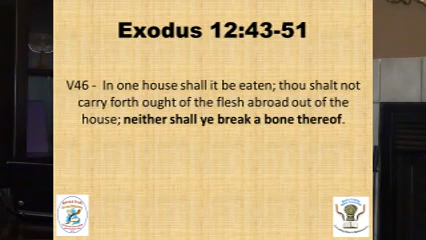 Exodus 12:43-51
V46 - In one house shall it be eaten; thou shalt not
carry forth ought of the flesh abroad out of the
house; neither shall ye break a bone thereof.